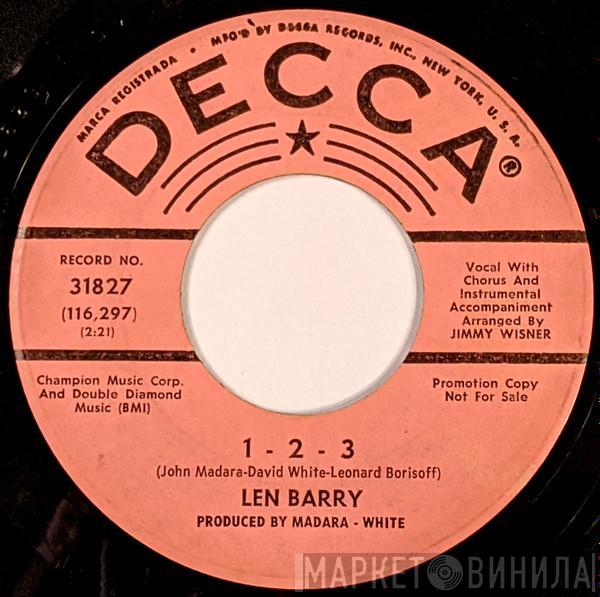 MARCA REGISTRADA • MFG'D BY DECCA RECORDS, INC., NEW YORK, U. S. A.
DECCA®
RECORD NO.
31827
(116,297)
(2:21)
Vocal With
Chorus And
Instrumental
Accompaniment
Arranged By
JIMMY WISNER
Champion Music Corp.
And Double Diamond
Music (BMI)
Promotion Copy
Not For Sale
1 - 2 - 3
(John Madara-David White-Leonard Borisoff)
LEN BARRY
PRODUCED BY MADARA - WHITE
МАРКЕТ ВИНИЛА